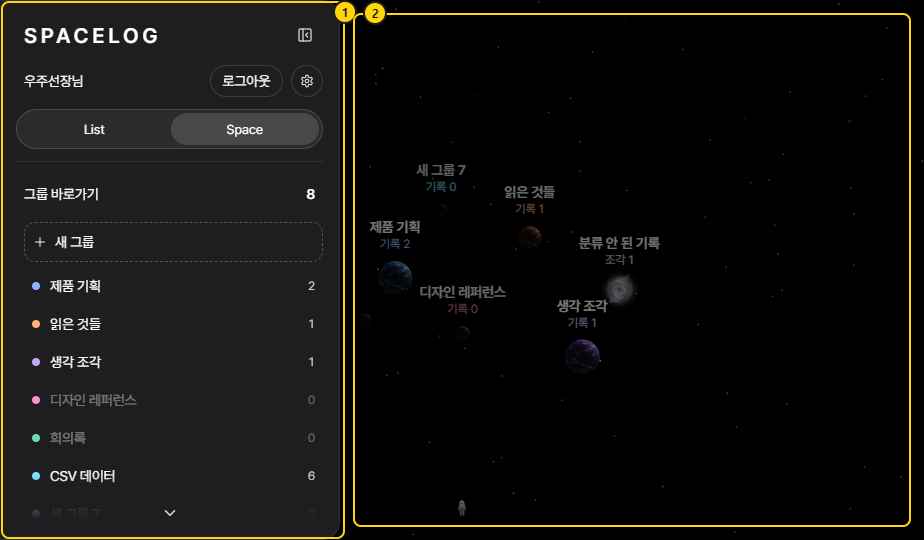 1
2
SPACELOG
우주선장님
로그아웃
List
Space
그룹 바로가기
8
+ 새 그룹
제품 기획
2
읽은 것들
1
생각 조각
1
디자인 레퍼런스
0
회의록
0
CSV 데이터
6
새 그룹 7
새 그룹 7
기록 0
읽은 것들
기록 1
제품 기획
기록 2
분류 안 된 기록
조각 1
디자인 레퍼런스
기록 0
생각 조각
기록 1